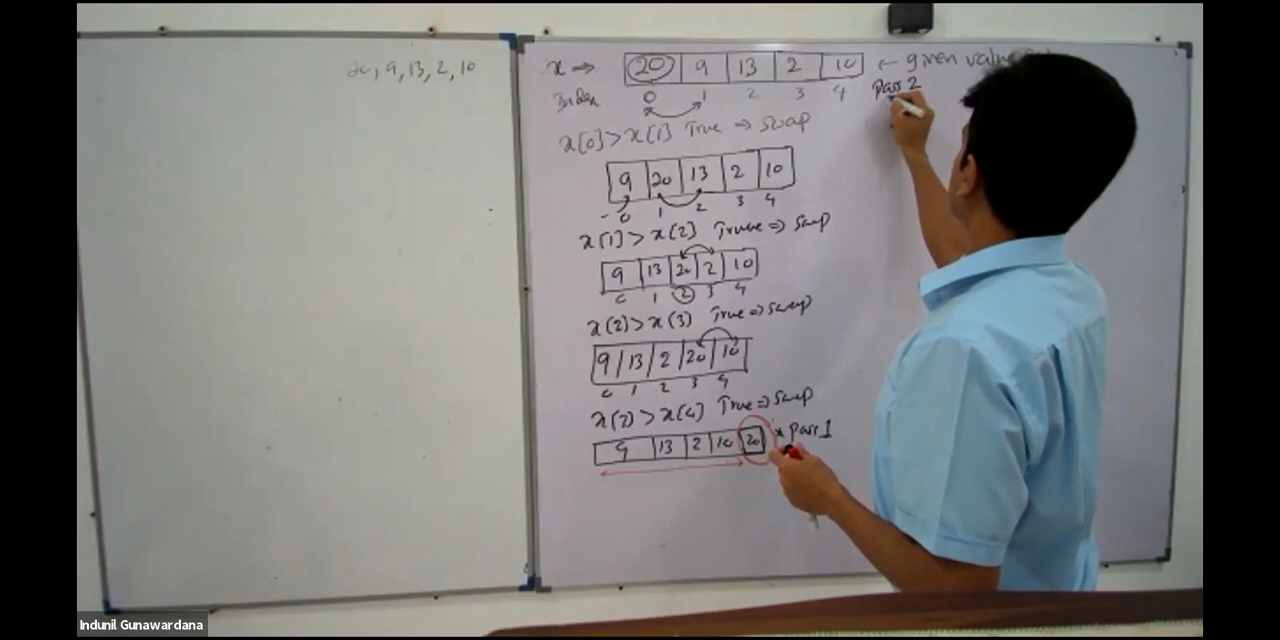 20, 9, 13, 2, 10
x ⇒ 20 9 13 2 10 ← given value
Index 0 1 2 3 4
Pass 2
x[0] > x[1] True ⇒ Swap
9 20 13 2 10
0 1 2 3 4
x[1] > x[2] True ⇒ Swap
9 13 20 2 10
0 1 2 3 4
x[2] > x[3] True ⇒ Swap
9 13 2 20 10
0 1 2 3 4
x[3] > x[4] True ⇒ Swap
9 13 2 10 20 * Pass 1
Indunil Gunawardana